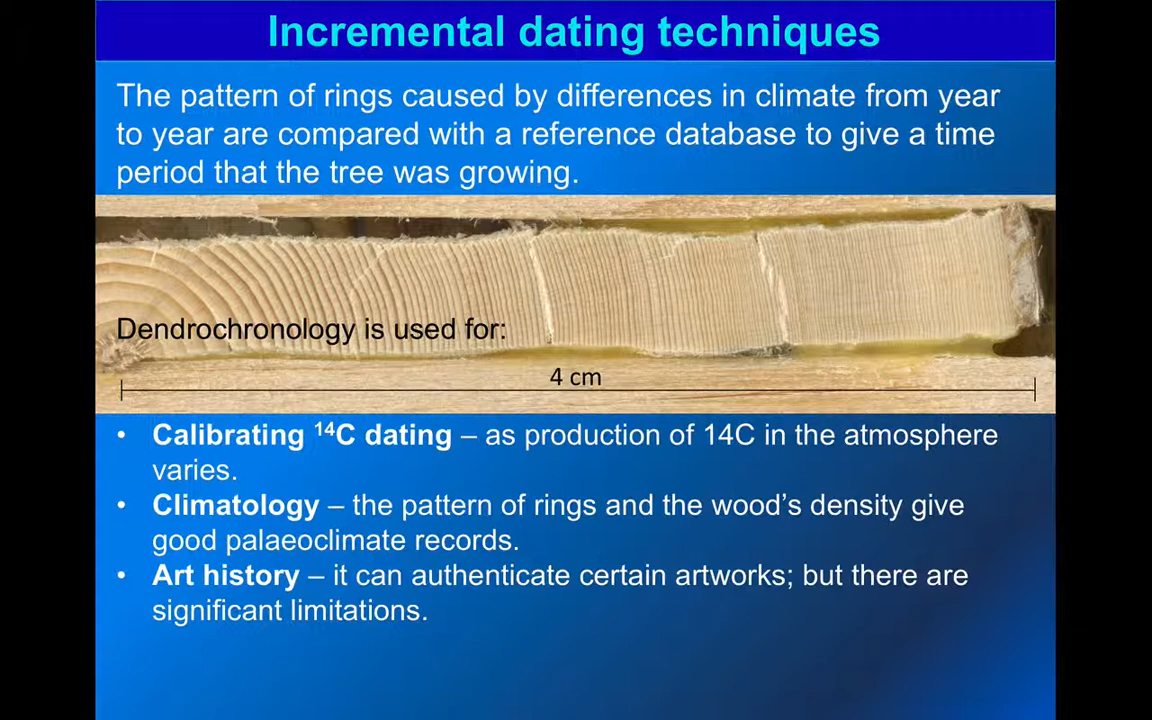 Incremental dating techniques
The pattern of rings caused by differences in climate from year
to year are compared with a reference database to give a time
period that the tree was growing.
Dendrochronology is used for:
4 cm
• Calibrating ¹⁴C dating – as production of 14C in the atmosphere
varies.
• Climatology – the pattern of rings and the wood’s density give
good palaeoclimate records.
• Art history – it can authenticate certain artworks; but there are
significant limitations.